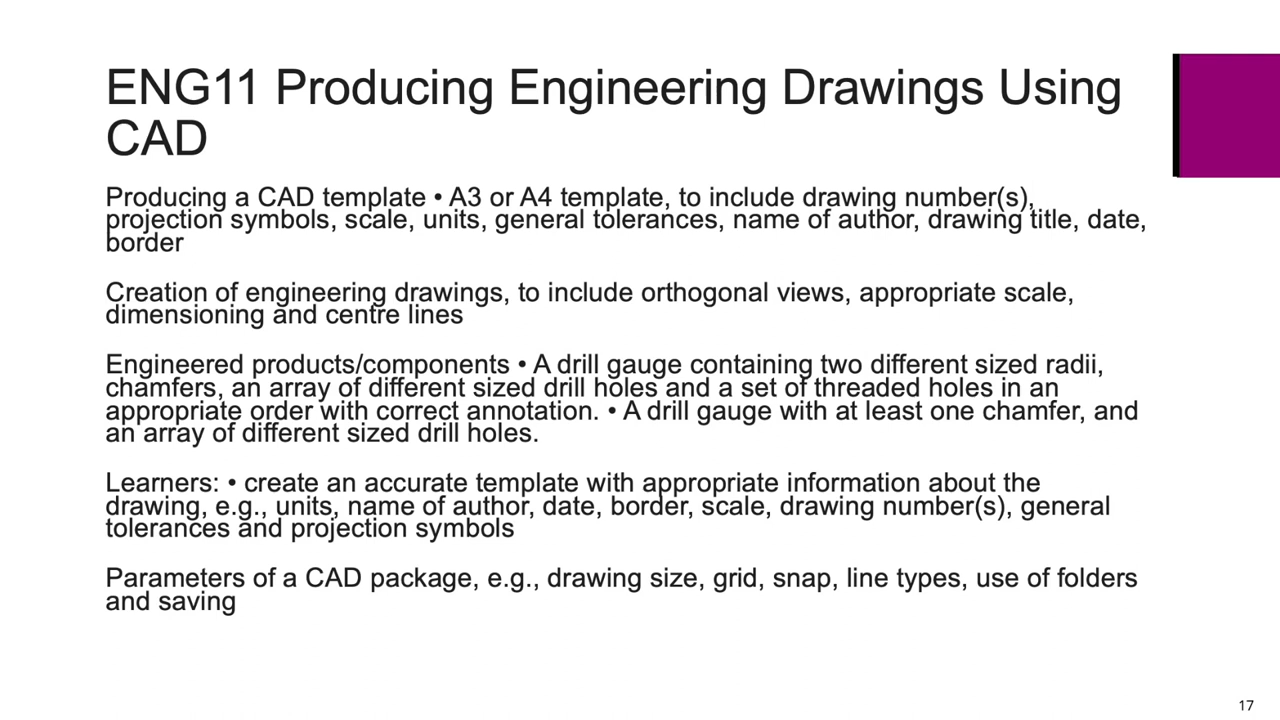 ENG11 Producing Engineering Drawings Using
CAD
Producing a CAD template • A3 or A4 template, to include drawing number(s),
projection symbols, scale, units, general tolerances, name of author, drawing title, date,
border
Creation of engineering drawings, to include orthogonal views, appropriate scale,
dimensioning and centre lines
Engineered products/components • A drill gauge containing two different sized radii,
chamfers, an array of different sized drill holes and a set of threaded holes in an
appropriate order with correct annotation. • A drill gauge with at least one chamfer, and
an array of different sized drill holes.
Learners: • create an accurate template with appropriate information about the
drawing, e.g., units, name of author, date, border, scale, drawing number(s), general
tolerances and projection symbols
Parameters of a CAD package, e.g., drawing size, grid, snap, line types, use of folders
and saving
17